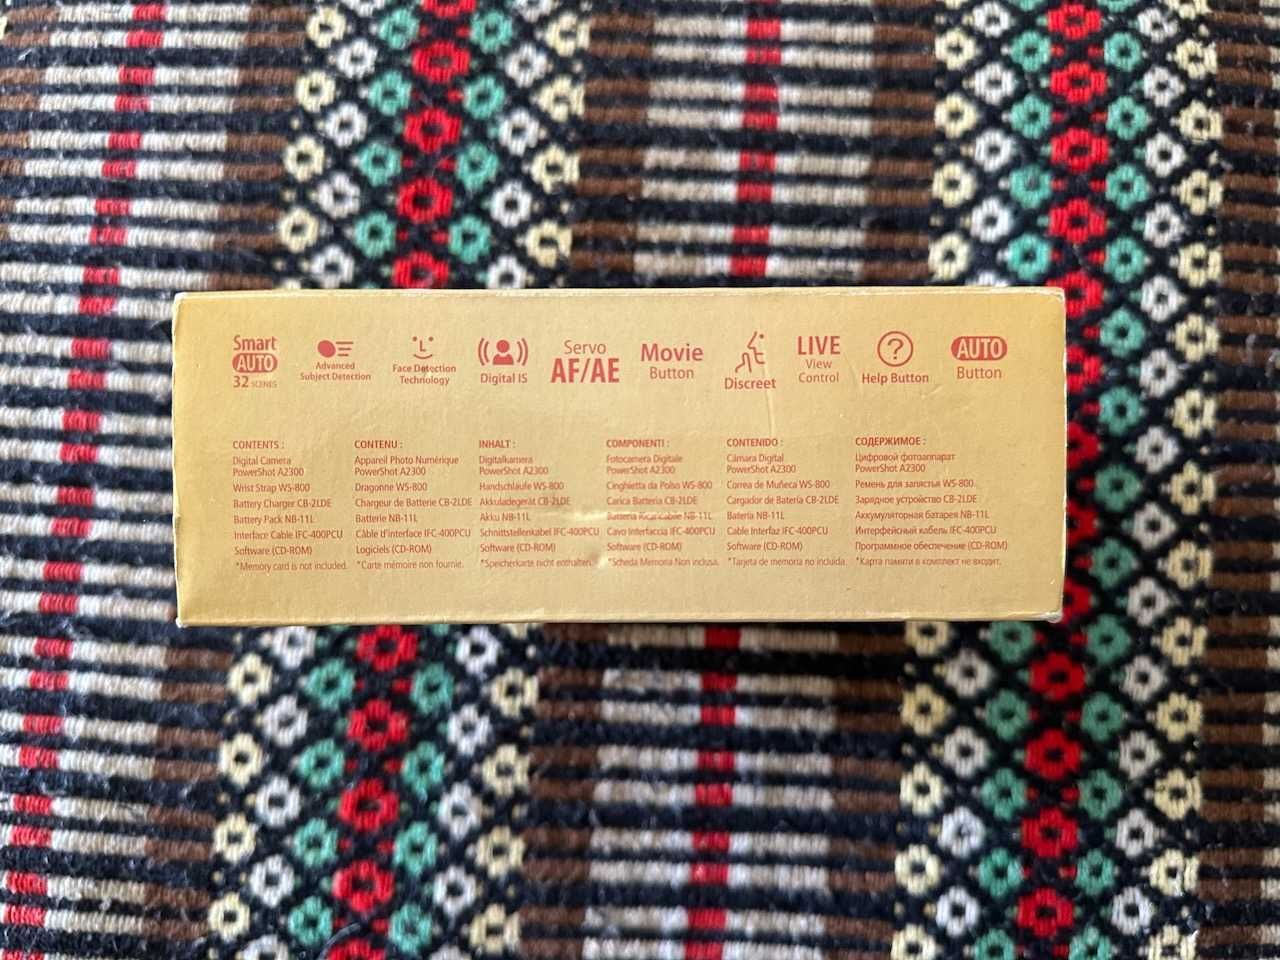 Smart
AUTO
32 SCENES
Advanced
Subject Detection
Face Detection
Technology
Digital IS
Servo
AF/AE
Movie
Button
Discreet
LIVE
View
Control
?
Help Button
AUTO
Button
CONTENTS :
Digital Camera
PowerShot A2300
Wrist Strap WS-800
Battery Charger CB-2LDE
Battery Pack NB-11L
Interface Cable IFC-400PCU
Software (CD-ROM)
*Memory card is not included.
CONTENU :
Appareil Photo Numérique
PowerShot A2300
Dragonne WS-800
Chargeur de Batterie CB-2LDE
Batterie NB-11L
Câble d'interface IFC-400PCU
Logiciels (CD-ROM)
*Carte mémoire non fournie.
INHALT :
Digitalkamera
PowerShot A2300
Handschlaufe WS-800
Akkuladegerät CB-2LDE
Akku NB-11L
Schnittstellenkabel IFC-400PCU
Software (CD-ROM)
*Speicherkarte nicht enthalten.
COMPONENTI :
Fotocamera Digitale
PowerShot A2300
Cinghietta da Polso WS-800
Carica Batteria CB-2LDE
Batteria Ricaricabile NB-11L
Cavo Interfaccia IFC-400PCU
Software (CD-ROM)
*Scheda Memoria Non inclusa.
CONTENIDO :
Cámara Digital
PowerShot A2300
Correa de Muñeca WS-800
Cargador de Batería CB-2LDE
Batería NB-11L
Cable Interfaz IFC-400PCU
Software (CD-ROM)
*Tarjeta de memoria no incluida.
СОДЕРЖИМОЕ :
Цифровой фотоаппарат
PowerShot A2300
Ремень для запястья WS-800
Зарядное устройство CB-2LDE
Аккумуляторная батарея NB-11L
Интерфейсный кабель IFC-400PCU
Программное обеспечение (CD-ROM)
*Карта памяти в комплект не входит.